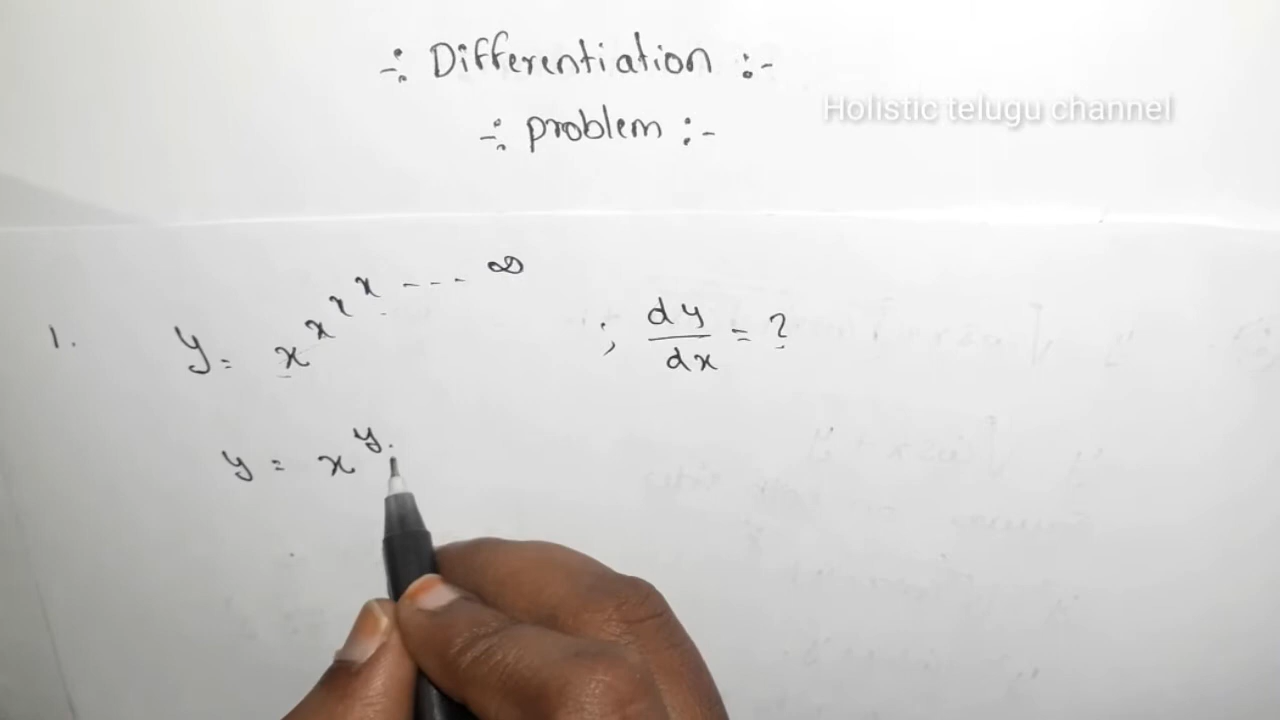 -: Differentiation :-
Holistic telugu channel
-: problem :-
1. y = x^x^x^x --- ∞ ; dy/dx = ?
y = x^y.